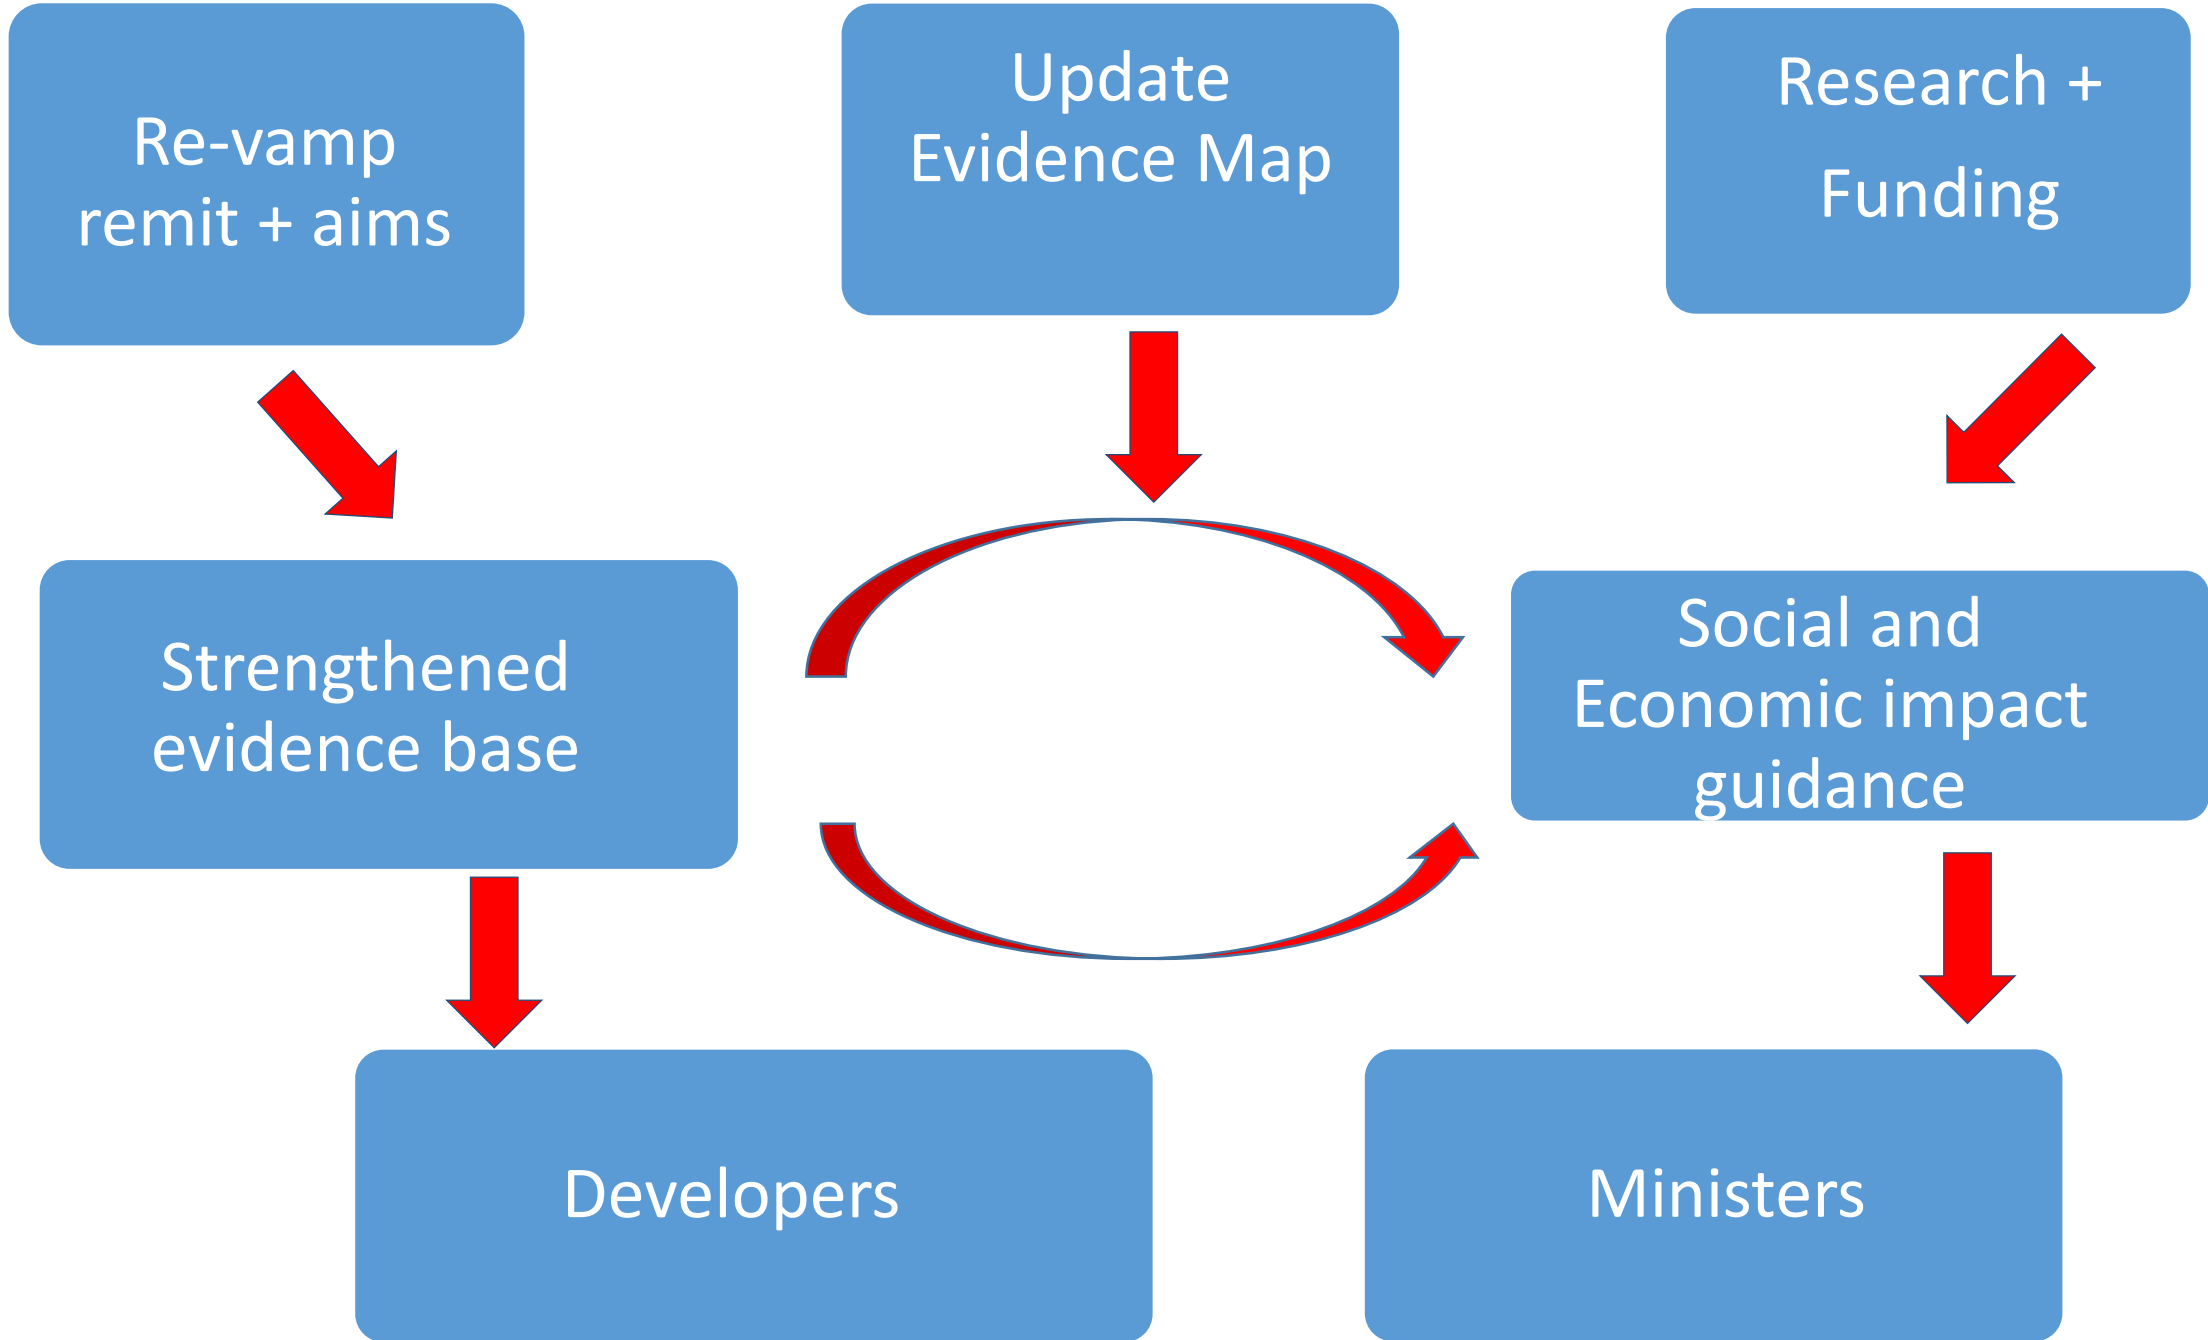 Re-vamp
remit + aims
Update
Evidence Map
Research +
Funding
Strengthened
evidence base
Social and
Economic impact
guidance
Developers
Ministers